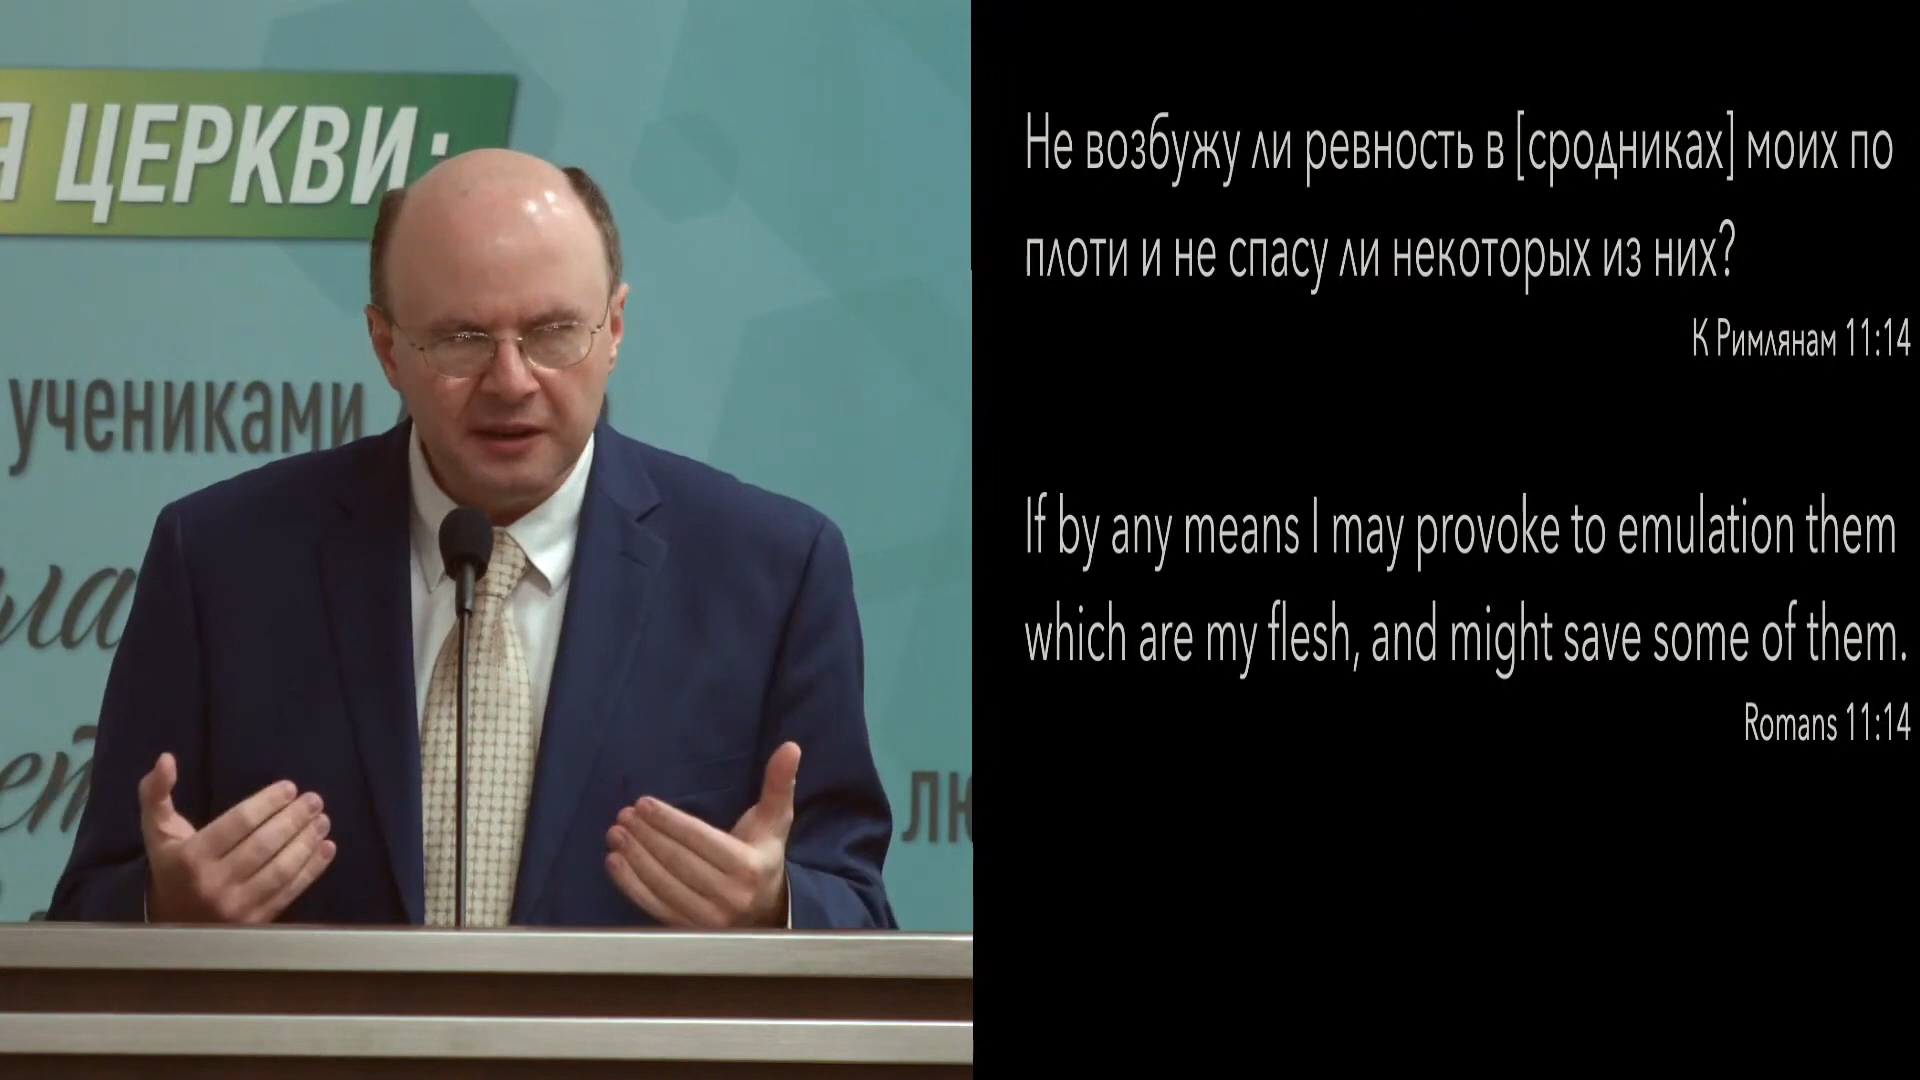 Я ЦЕРКВИ:
учениками
лю
Не возбужу ли ревность в [сродниках] моих по
плоти и не спасу ли некоторых из них?
К Римлянам 11:14
If by any means I may provoke to emulation them
which are my flesh, and might save some of them.
Romans 11:14